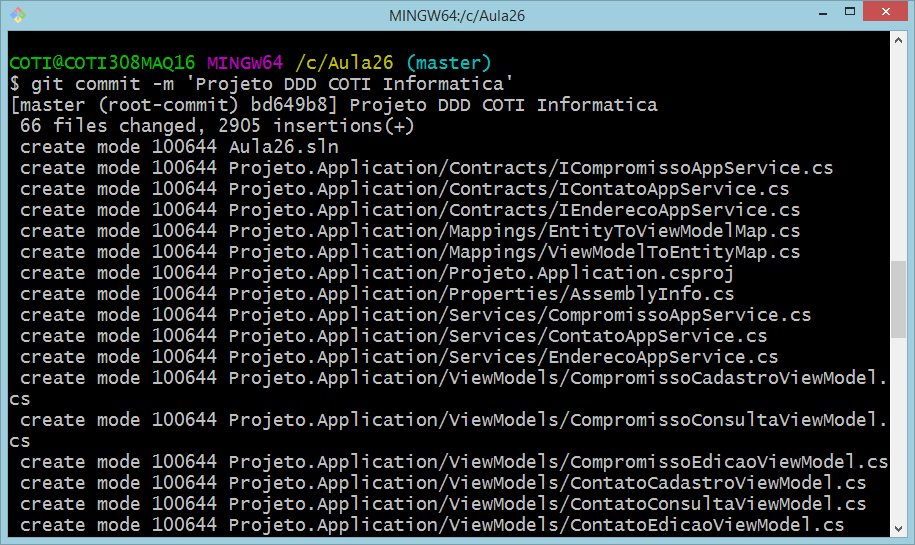 MINGW64:/c/Aula26
COTI@COTI308MAQ16 MINGW64 /c/Aula26 (master)
$ git commit -m 'Projeto DDD COTI Informatica'
[master (root-commit) bd649b8] Projeto DDD COTI Informatica
 66 files changed, 2905 insertions(+)
 create mode 100644 Aula26.sln
 create mode 100644 Projeto.Application/Contracts/ICompromissoAppService.cs
 create mode 100644 Projeto.Application/Contracts/IContatoAppService.cs
 create mode 100644 Projeto.Application/Contracts/IEnderecoAppService.cs
 create mode 100644 Projeto.Application/Mappings/EntityToViewModelMap.cs
 create mode 100644 Projeto.Application/Mappings/ViewModelToEntityMap.cs
 create mode 100644 Projeto.Application/Projeto.Application.csproj
 create mode 100644 Projeto.Application/Properties/AssemblyInfo.cs
 create mode 100644 Projeto.Application/Services/CompromissoAppService.cs
 create mode 100644 Projeto.Application/Services/ContatoAppService.cs
 create mode 100644 Projeto.Application/Services/EnderecoAppService.cs
 create mode 100644 Projeto.Application/ViewModels/CompromissoCadastroViewModel.
cs
 create mode 100644 Projeto.Application/ViewModels/CompromissoConsultaViewModel.
cs
 create mode 100644 Projeto.Application/ViewModels/CompromissoEdicaoViewModel.cs
 create mode 100644 Projeto.Application/ViewModels/ContatoCadastroViewModel.cs
 create mode 100644 Projeto.Application/ViewModels/ContatoConsultaViewModel.cs
 create mode 100644 Projeto.Application/ViewModels/ContatoEdicaoViewModel.cs